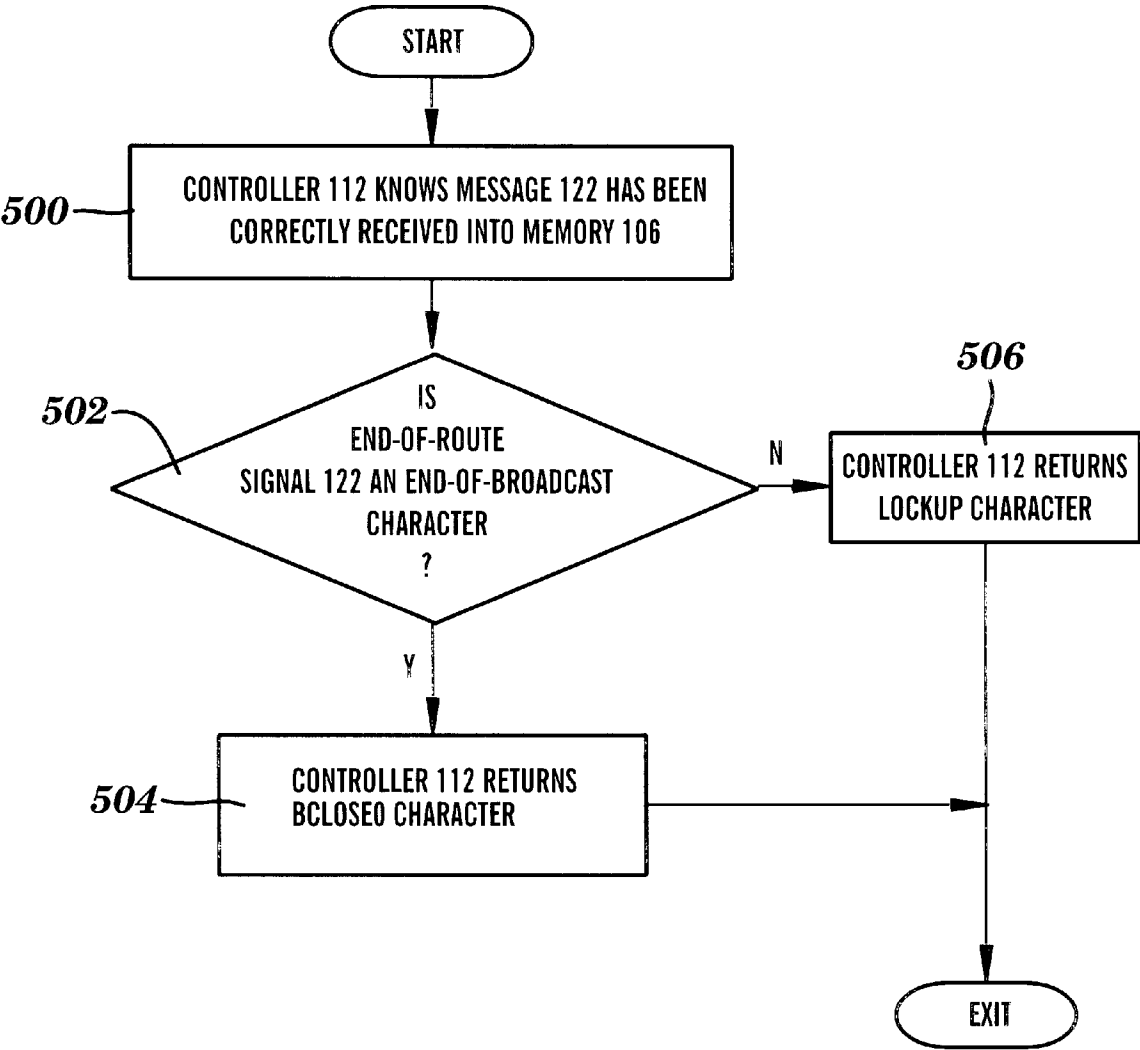 START
500
CONTROLLER 112 KNOWS MESSAGE 122 HAS BEEN
CORRECTLY RECEIVED INTO MEMORY 106
502
IS
END-OF-ROUTE
SIGNAL 122 AN END-OF-BROADCAST
CHARACTER
?
N
506
CONTROLLER 112 RETURNS
LOCKUP CHARACTER
Y
504
CONTROLLER 112 RETURNS
BCLOSEO CHARACTER
EXIT